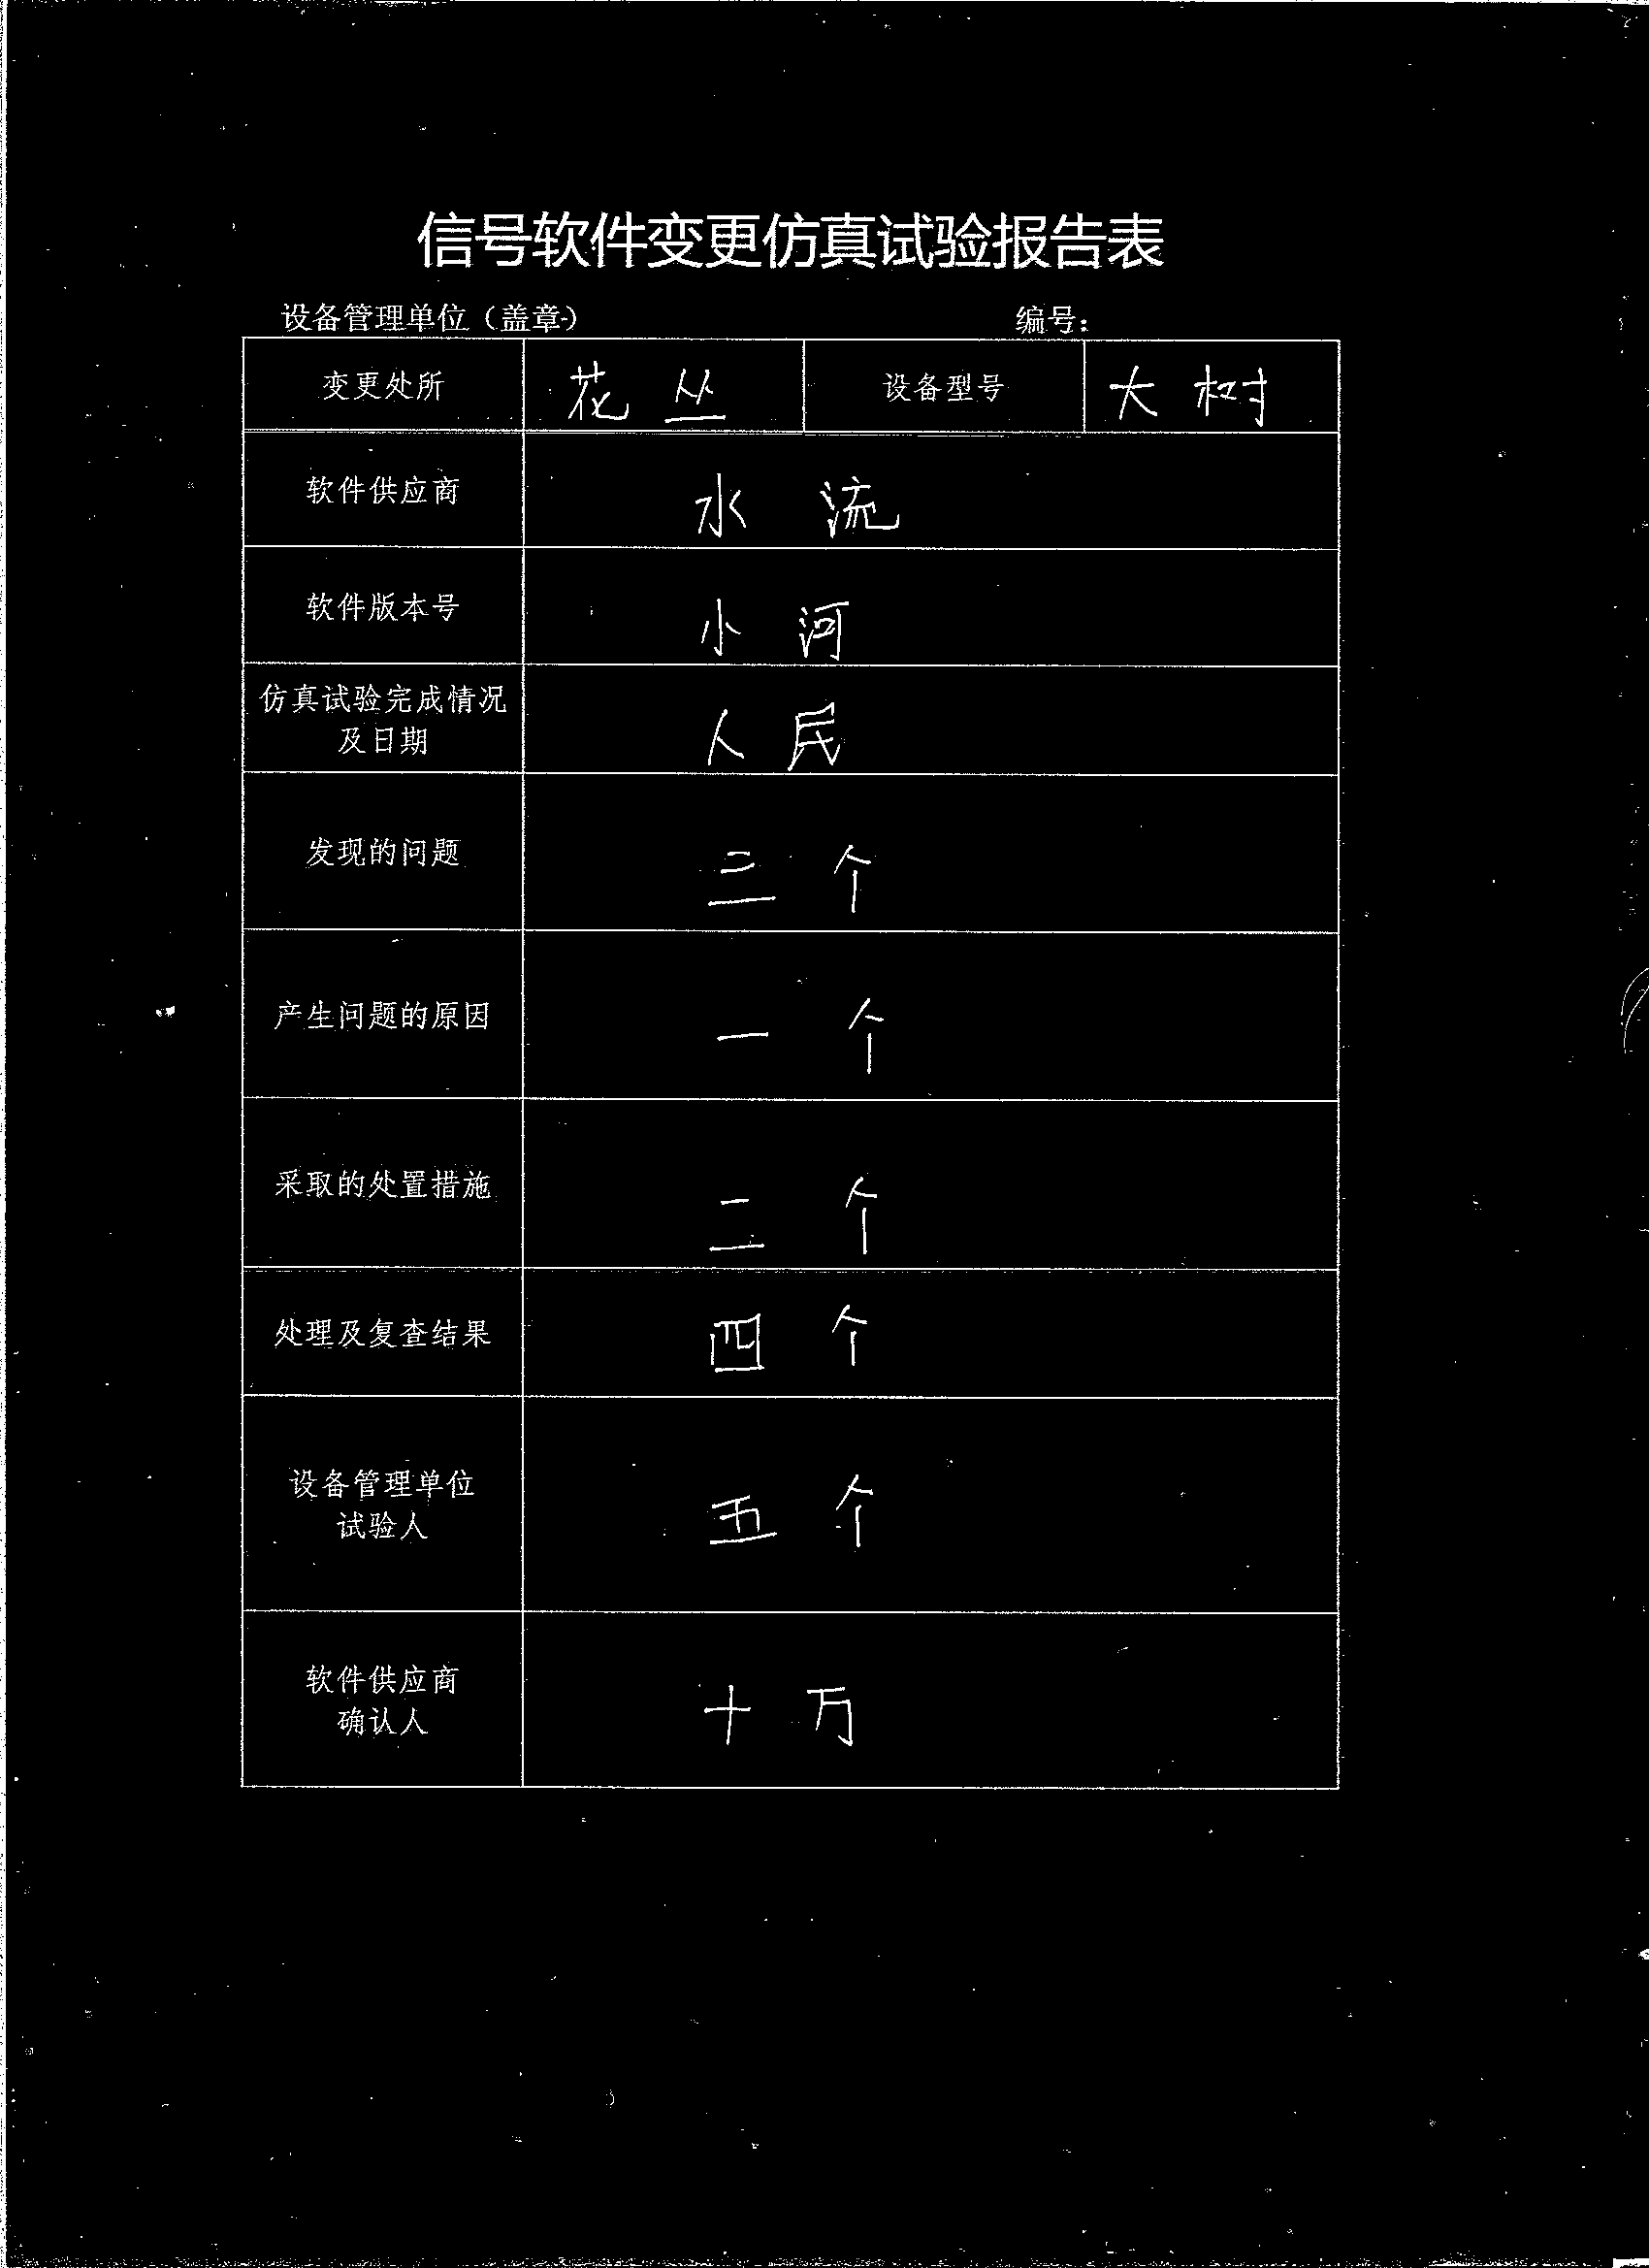 信号软件变更仿真试验报告表
设备管理单位（盖章） 编号：
变更处所 花丛 设备型号 大树
软件供应商 水流
软件版本号 小河
仿真试验完成情况
及日期 人民
发现的问题 三个
产生问题的原因 一个
采取的处置措施 二个
处理及复查结果 四个
设备管理单位
试验人 五个
软件供应商
确认人 十万